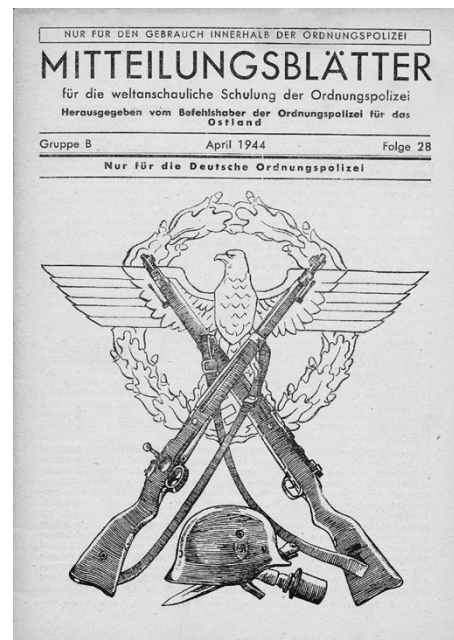 NUR FÜR DEN GEBRAUCH INNERHALB DER ORDNUNGSPOLIZEI
MITTEILUNGSBLÄTTER
für die weltanschauliche Schulung der Ordnungspolizei
Herausgegeben vom Befehlshaber der Ordnungspolizei für das
Ostland
Gruppe B April 1944 Folge 28
Nur für die Deutsche Ordnungspolizei